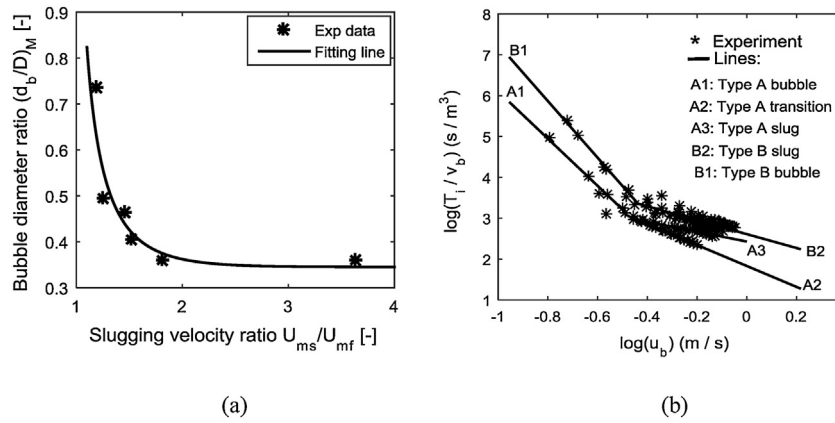 0.9
0.8
0.7
0.6
0.5
0.4
0.3
1 2 3 4
Bubble diameter ratio (d_b/D)_M [-]
Slugging velocity ratio U_ms/U_mf [-]
Exp data
Fitting line
(a)
8
7
6
5
4
3
2
1
-1 -0.8 -0.6 -0.4 -0.2 0 0.2 0.4
log(T_i / v_b) (s / m^3)
log(u_b) (m / s)
B1
A1
Experiment
Lines:
A1: Type A bubble
A2: Type A transition
A3: Type A slug
B2: Type B slug
B1: Type B bubble
B2
A3
A2
(b)